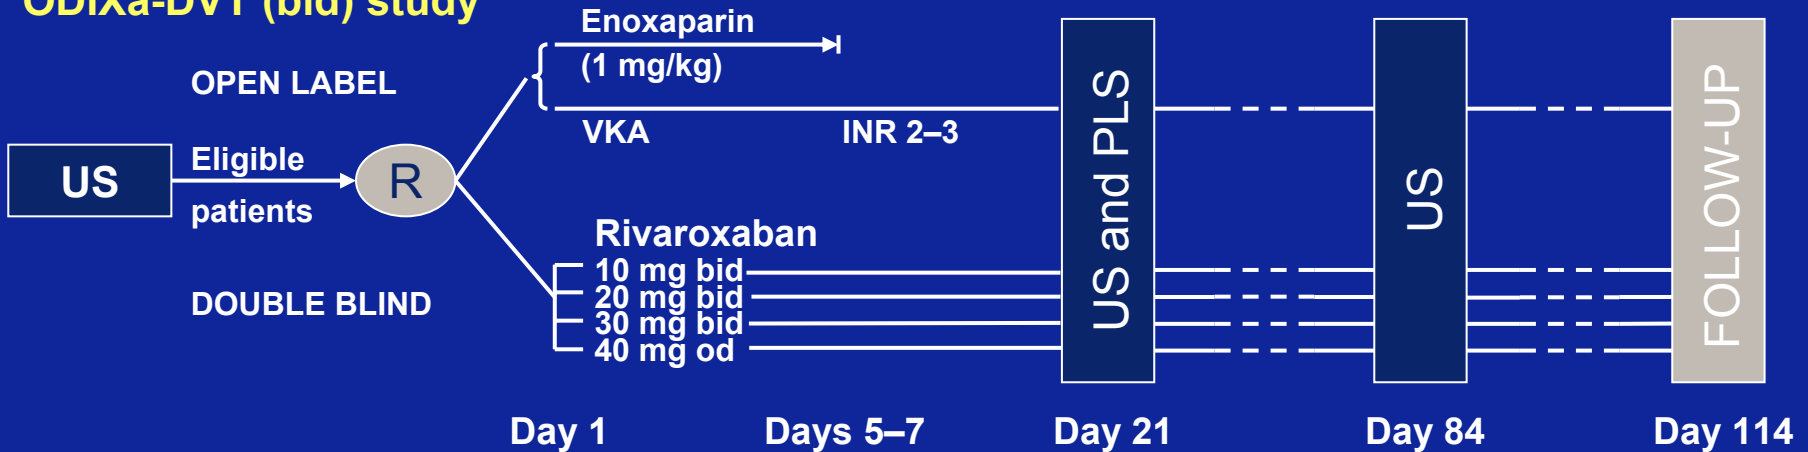 ODIXa-DVT (bid) study
Enoxaparin
(1 mg/kg)
OPEN LABEL
VKA
INR 2–3
US
Eligible
patients
R
Rivaroxaban
10 mg bid
20 mg bid
30 mg bid
40 mg od
DOUBLE BLIND
US and PLS
US
FOLLOW-UP
Day 1
Days 5–7
Day 21
Day 84
Day 114